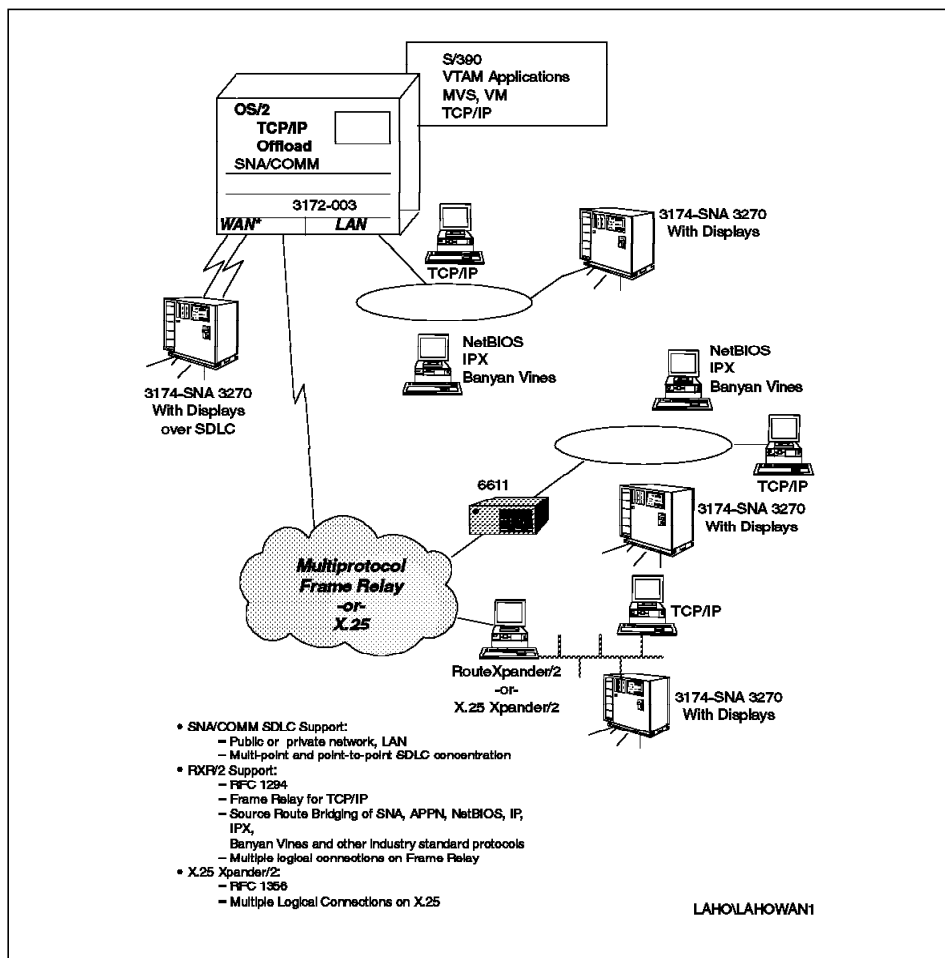 S/390
VTAM Applications
MVS, VM
TCP/IP
OS/2
TCP/IP
Offload
SNA/COMM
3172-003
WAN*
LAN
TCP/IP
3174-SNA 3270
With Displays
NetBIOS
IPX
Banyan Vines
NetBIOS
IPX
Banyan Vines
3174-SNA 3270
With Displays
over SDLC
TCP/IP
6611
3174-SNA 3270
With Displays
Multiprotocol
Frame Relay
-or-
X.25
TCP/IP
RouteXpander/2
-or-
X.25 Xpander/2
3174-SNA 3270
With Displays
• SNA/COMM SDLC Support:
– Public or private network, LAN
– Multi-point and point-to-point SDLC concentration
• RXR/2 Support:
– RFC 1294
– Frame Relay for TCP/IP
– Source Route Bridging of SNA, APPN, NetBIOS, IP,
IPX,
Banyan Vines and other industry standard protocols
– Multiple logical connections on Frame Relay
• X.25 Xpander/2:
– RFC 1356
– Multiple Logical Connections on X.25
LAHO\LAHOWAN1